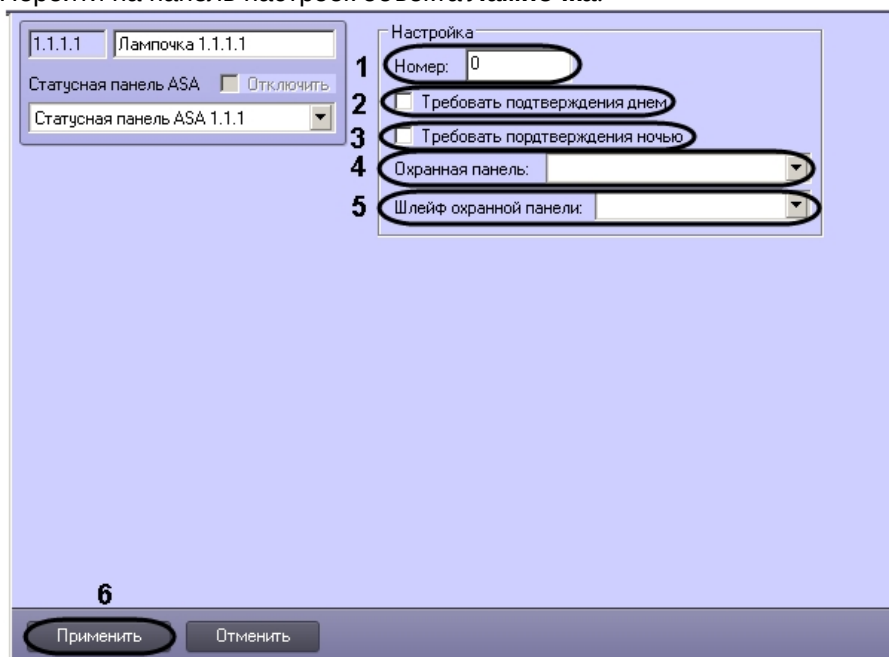 Перейти на панель настроек объекта Лампочка.
1.1.1.1 Лампочка 1.1.1.1
Статусная панель ASA Отключить
Статусная панель ASA 1.1.1
Настройка
1 Номер: 0
2 Требовать подтверждения днем
3 Требовать пордтверждения ночью
4 Охранная панель:
5 Шлейф охранной панели:
6
Применить Отменить